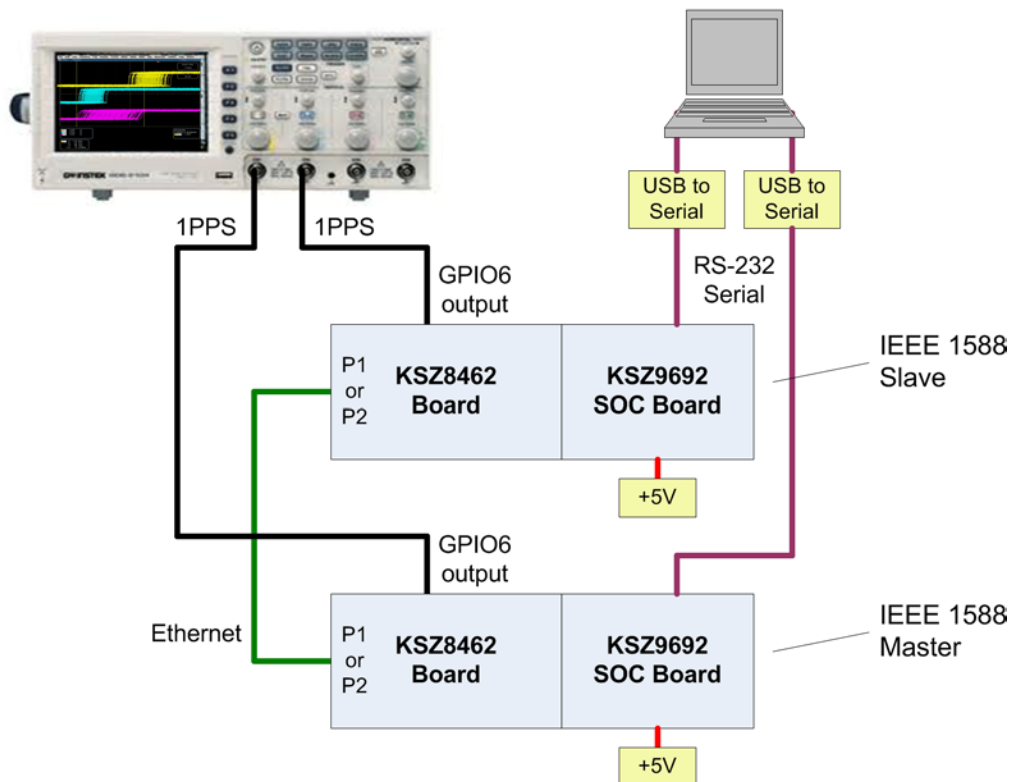 GW INSTEK
USB to
Serial
USB to
Serial
1PPS
1PPS
GPIO6
output
RS-232
Serial
P1
or
P2
KSZ8462
Board
KSZ9692
SOC Board
IEEE 1588
Slave
+5V
GPIO6
output
Ethernet
P1
or
P2
KSZ8462
Board
KSZ9692
SOC Board
IEEE 1588
Master
+5V